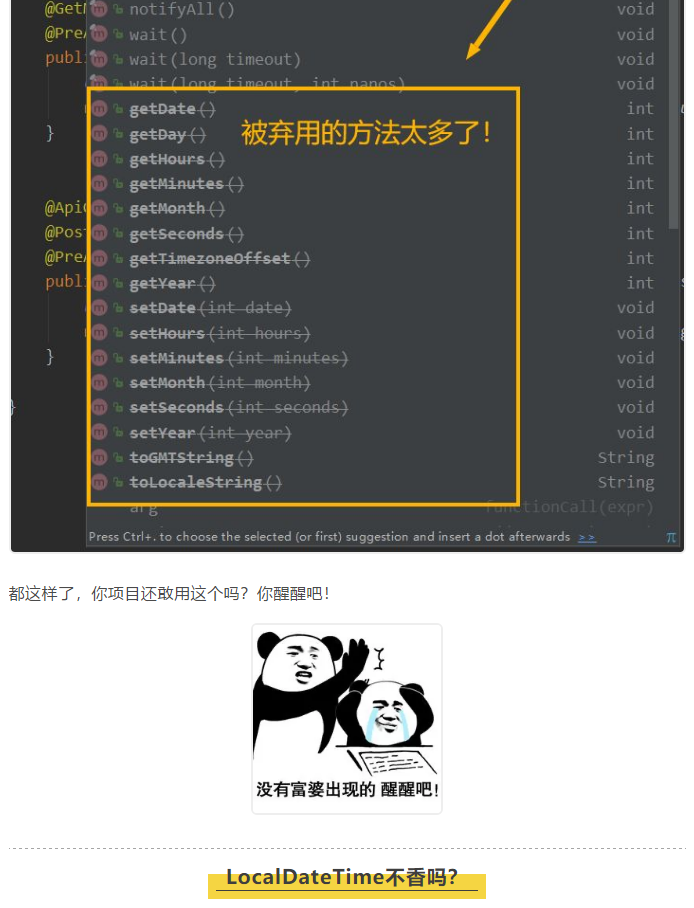 @GetM
notifyAll()
void
@PreA
wait()
void
publi
wait(long timeout)
void
wait(long timeout, int nanos)
void
getDate()
int
}
getDay()
int
被弃用的方法太多了!
getHours()
int
getMinutes()
int
@ApiO
getMonth()
int
@Post
getSeconds()
int
@PreA
getTimezoneOffset()
int
publi
getYear()
int
setDate(int date)
void
setHours(int hours)
void
}
setMinutes(int minutes)
void
setMonth(int month)
void
}
setSeconds(int seconds)
void
setYear(int year)
void
toGMTString()
String
toLocaleString()
String
arg
functionCall(expr)
Press Ctrl+. to choose the selected (or first) suggestion and insert a dot afterwards >>
π
都这样了，你项目还敢用这个吗？你醒醒吧！
没有富婆出现的 醒醒吧!
LocalDateTime不香吗？